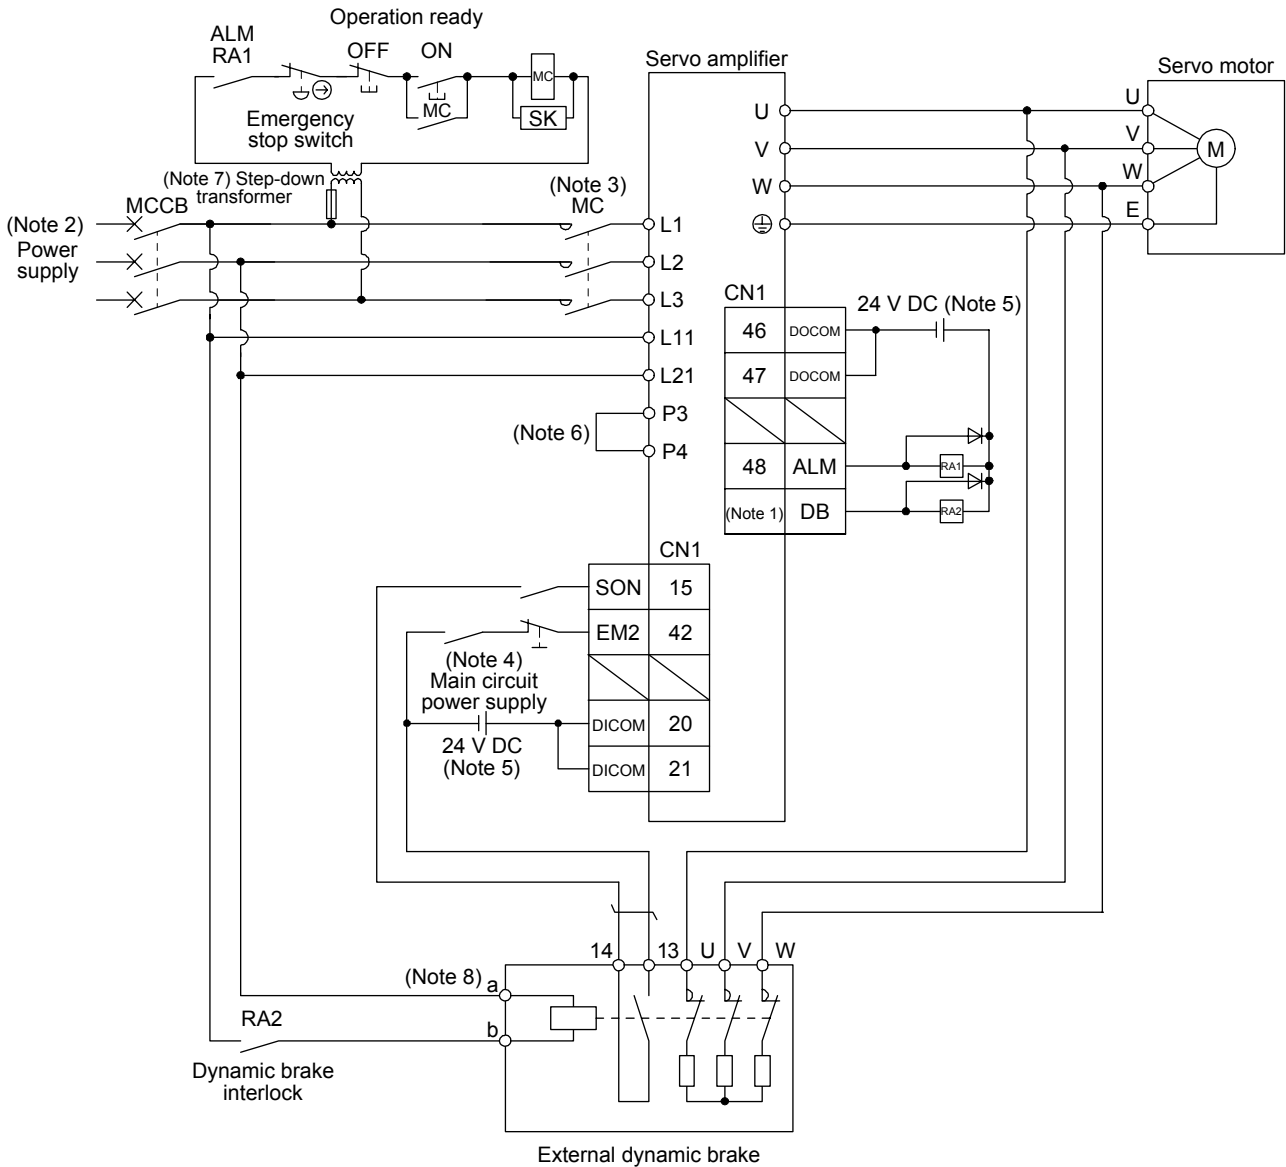 Operation ready
ALM
RA1
OFF
ON
MC
SK
MC
Emergency
stop switch
Servo amplifier
Servo motor
U
V
W
U
V
W
E
M
(Note 7) Step-down
transformer
(Note 3)
MC
MCCB
(Note 2)
Power
supply
L1
L2
L3
L11
L21
P3
P4
(Note 6)
CN1
24 V DC (Note 5)
46 DOCOM
47 DOCOM
48 ALM
RA1
(Note 1) DB
RA2
CN1
SON 15
EM2 42
(Note 4)
Main circuit
power supply
DICOM 20
24 V DC
(Note 5)
DICOM 21
14 13 U V W
(Note 8) a
RA2
b
Dynamic brake
interlock
External dynamic brake